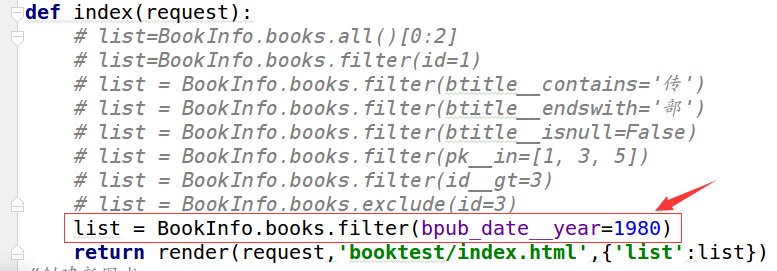 def index(request):
# list=BookInfo.books.all()[0:2]
# list=BookInfo.books.filter(id=1)
# list = BookInfo.books.filter(btitle__contains='传')
# list = BookInfo.books.filter(btitle__endswith='部')
# list = BookInfo.books.filter(btitle__isnull=False)
# list = BookInfo.books.filter(pk__in=[1, 3, 5])
# list = BookInfo.books.filter(id__gt=3)
# list = BookInfo.books.exclude(id=3)
list = BookInfo.books.filter(bpub_date__year=1980)
return render(request,'booktest/index.html',{'list':list})